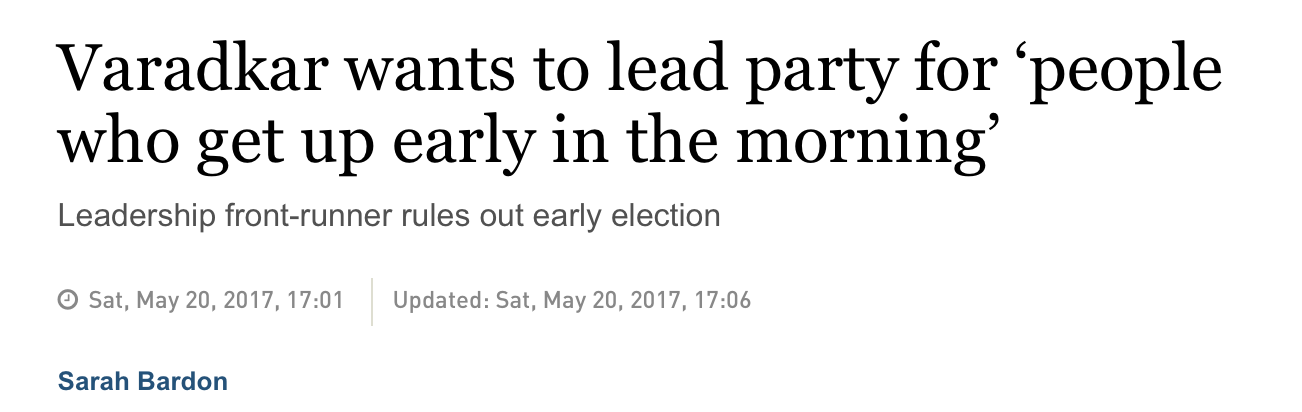 Varadkar wants to lead party for ‘people
who get up early in the morning’
Leadership front-runner rules out early election
Sat, May 20, 2017, 17:01 Updated: Sat, May 20, 2017, 17:06
Sarah Bardon